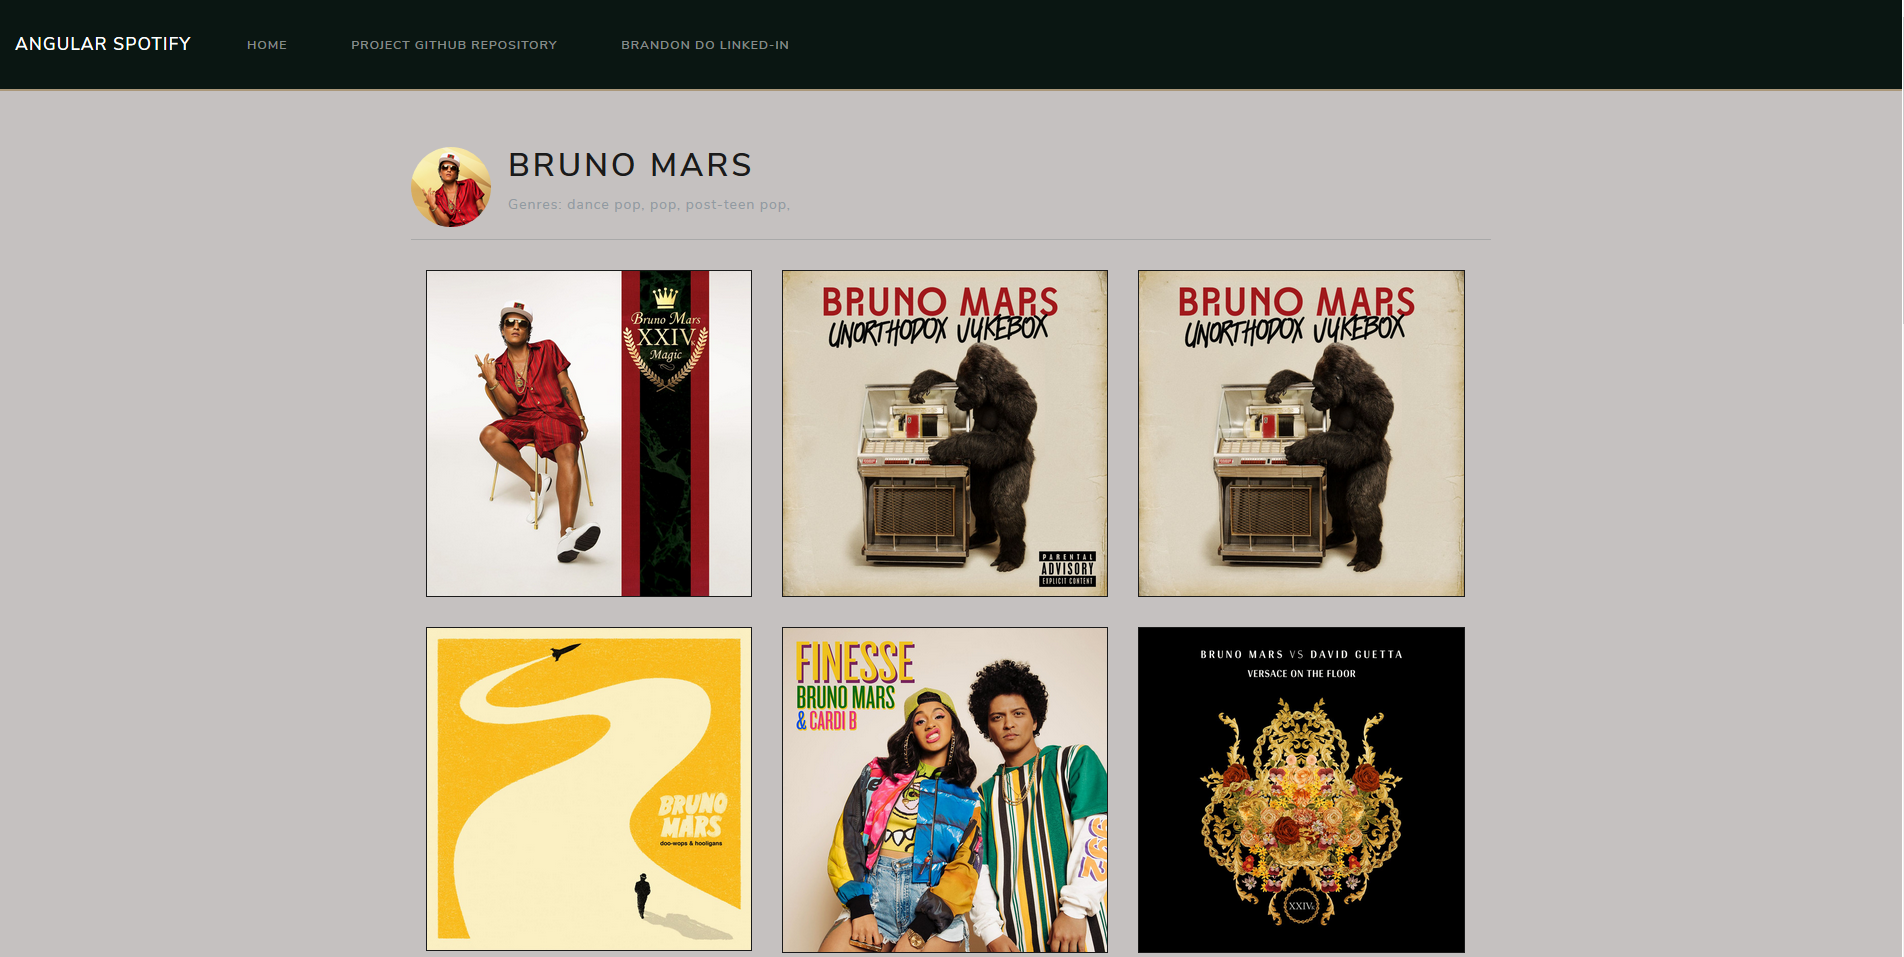 ANGULAR SPOTIFY HOME PROJECT GITHUB REPOSITORY BRANDON DO LINKED-IN
BRUNO MARS
Genres: dance pop, pop, post-teen pop,
Bruno Mars
XXIVK
Magic
BRUNO MARS
UNORTHODOX JUKEBOX
PARENTAL
ADVISORY
EXPLICIT CONTENT
BRUNO MARS
UNORTHODOX JUKEBOX
BRUNO
MARS
doo-wops & hooligans
FINESSE
BRUNO MARS
& CARDI B
BRUNO MARS VS DAVID GUETTA
VERSACE ON THE FLOOR
XXIVK